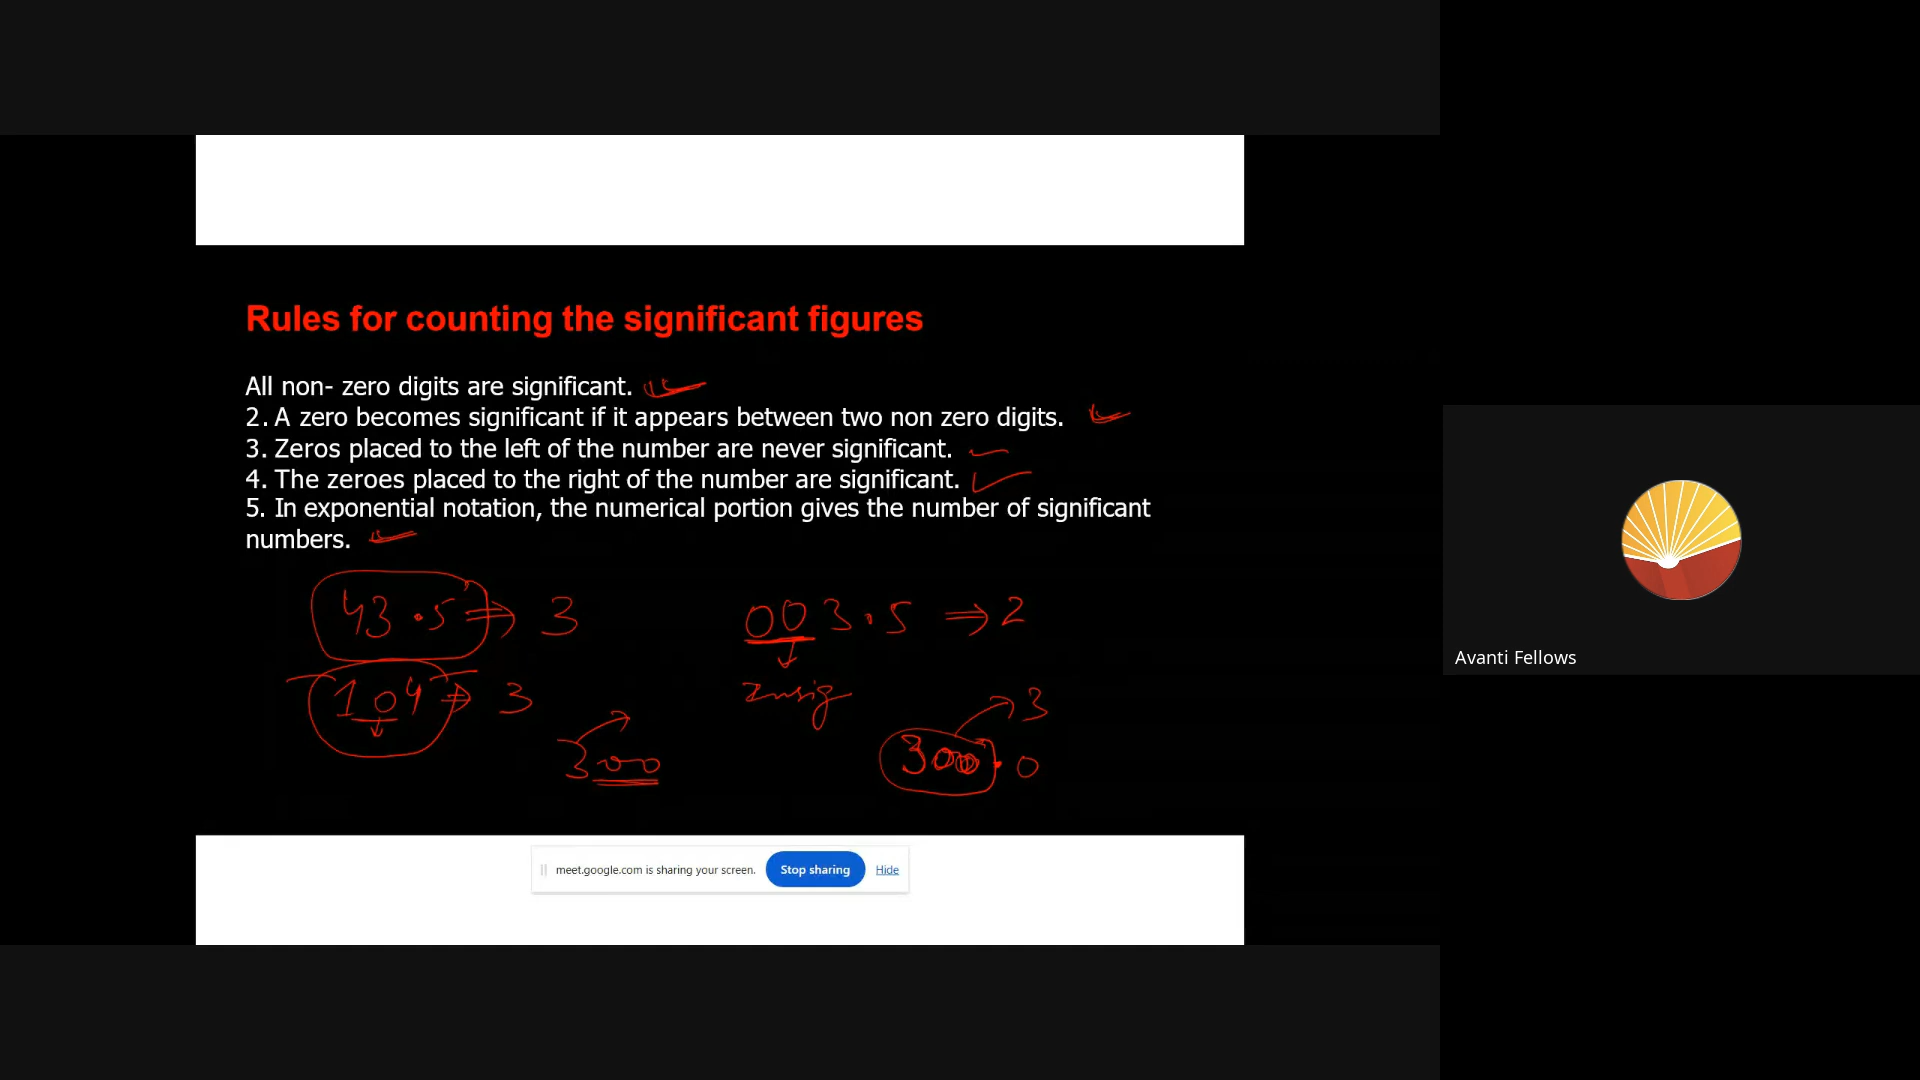 Rules for counting the significant figures
All non- zero digits are significant.
2. A zero becomes significant if it appears between two non zero digits.
3. Zeros placed to the left of the number are never significant.
4. The zeroes placed to the right of the number are significant.
5. In exponential notation, the numerical portion gives the number of significant
numbers.
43.5 ⇒ 3
003.5 ⇒ 2
Avanti Fellows
104 ⇒ 3
insig
3
300
300.0
meet.google.com is sharing your screen. Stop sharing Hide